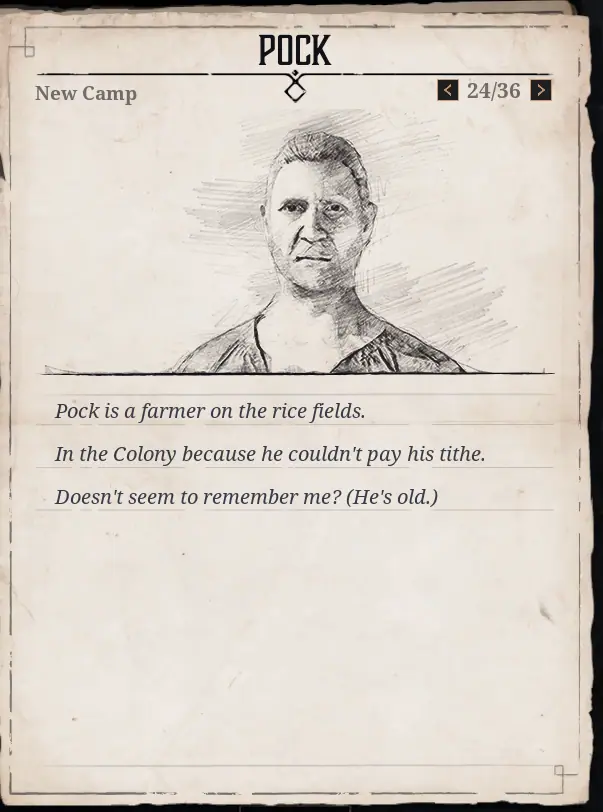 POCK
New Camp
24/36
Pock is a farmer on the rice fields.
In the Colony because he couldn't pay his tithe.
Doesn't seem to remember me? (He's old.)